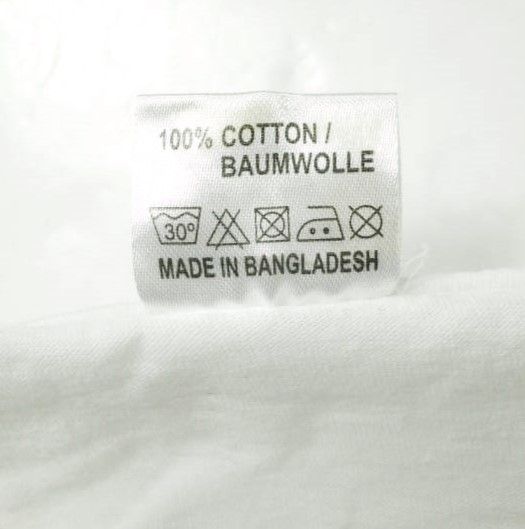 100% COTTON /
BAUMWOLLE
30°
MADE IN BANGLADESH